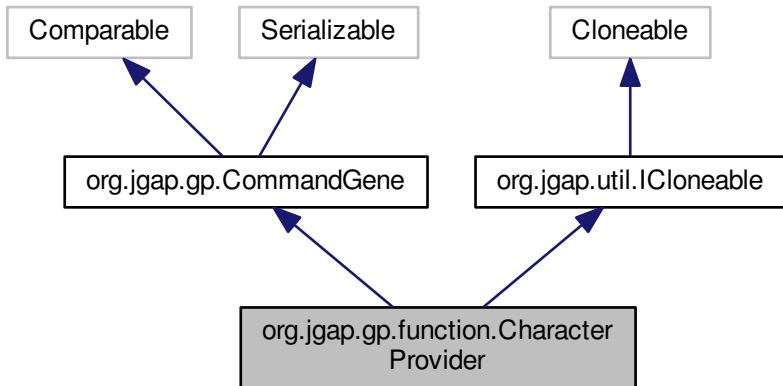 Comparable
Serializable
Cloneable
org.jgap.gp.CommandGene
org.jgap.util.ICloneable
org.jgap.gp.function.Character
Provider